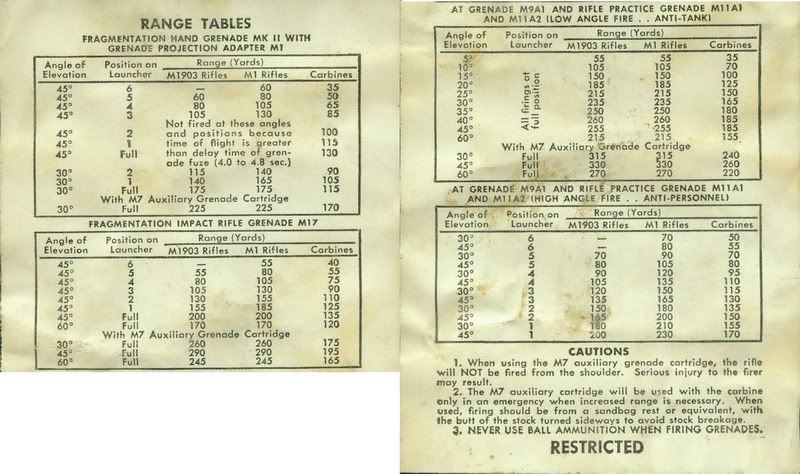 RANGE TABLES
FRAGMENTATION HAND GRENADE MK II WITH
GRENADE PROJECTION ADAPTER M1
Angle of Elevation Position on Launcher Range (Yards)
M1903 Rifles M1 Rifles Carbines
45° 6 — 60 35
45° 5 60 80 50
45° 4 80 105 65
45° 3 105 130 85
Not fired at these angles
45° 2 and positions because 100
45° 1 time of flight is greater 115
45° Full than delay time of gren- 130
ade fuze (4.0 to 4.8 sec.)
30° 2 115 140 90
30° 1 140 165 105
30° Full 175 175 115
With M7 Auxiliary Grenade Cartridge
30° Full 225 225 170
FRAGMENTATION IMPACT RIFLE GRENADE M17
Angle of Elevation Position on Launcher Range (Yards)
M1903 Rifles M1 Rifles Carbines
45° 6 — 55 40
45° 5 55 80 55
45° 4 80 105 75
45° 3 105 130 90
45° 2 130 155 110
45° 1 155 185 125
45° Full 200 200 135
60° Full 170 170 120
With M7 Auxiliary Grenade Cartridge
30° Full 260 260 175
45° Full 290 290 195
60° Full 245 245 165
AT GRENADE M9A1 AND RIFLE PRACTICE GRENADE M11A1
AND M11A2 (LOW ANGLE FIRE . . ANTI-TANK)
Angle of Elevation Position on Launcher Range (Yards)
M1903 Rifles M1 Rifles Carbines
All firings at full position
5° 55 55 35
10° 105 105 70
15° 150 150 100
20° 185 185 125
25° 215 215 150
30° 235 235 165
35° 250 250 180
40° 260 260 185
45° 255 255 185
60° 215 215 155
With M7 Auxiliary Grenade Cartridge
30° Full 315 315 240
45° Full 330 330 260
60° Full 270 270 220
AT GRENADE M9A1 AND RIFLE PRACTICE GRENADE M11A1
AND M11A2 (HIGH ANGLE FIRE . . ANTI-PERSONNEL)
Angle of Elevation Position on Launcher Range (Yards)
M1903 Rifles M1 Rifles Carbines
30° 6 — 70 50
45° 6 — 80 55
30° 5 70 90 70
45° 5 80 105 80
30° 4 90 120 95
45° 4 105 135 110
30° 3 120 150 115
45° 3 135 165 130
30° 2 150 180 135
45° 2 165 200 150
30° 1 180 210 155
45° 1 200 230 170
CAUTIONS
1. When using the M7 auxiliary grenade cartridge, the rifle
will NOT be fired from the shoulder. Serious injury to the firer
may result.
2. The M7 auxiliary cartridge will be used with the carbine
only in an emergency when increased range is necessary. When
used, firing should be from a sandbag rest or equivalent, with
the butt of the stock turned sideways to avoid stock breakage.
3. NEVER USE BALL AMMUNITION WHEN FIRING GRENADES.
RESTRICTED